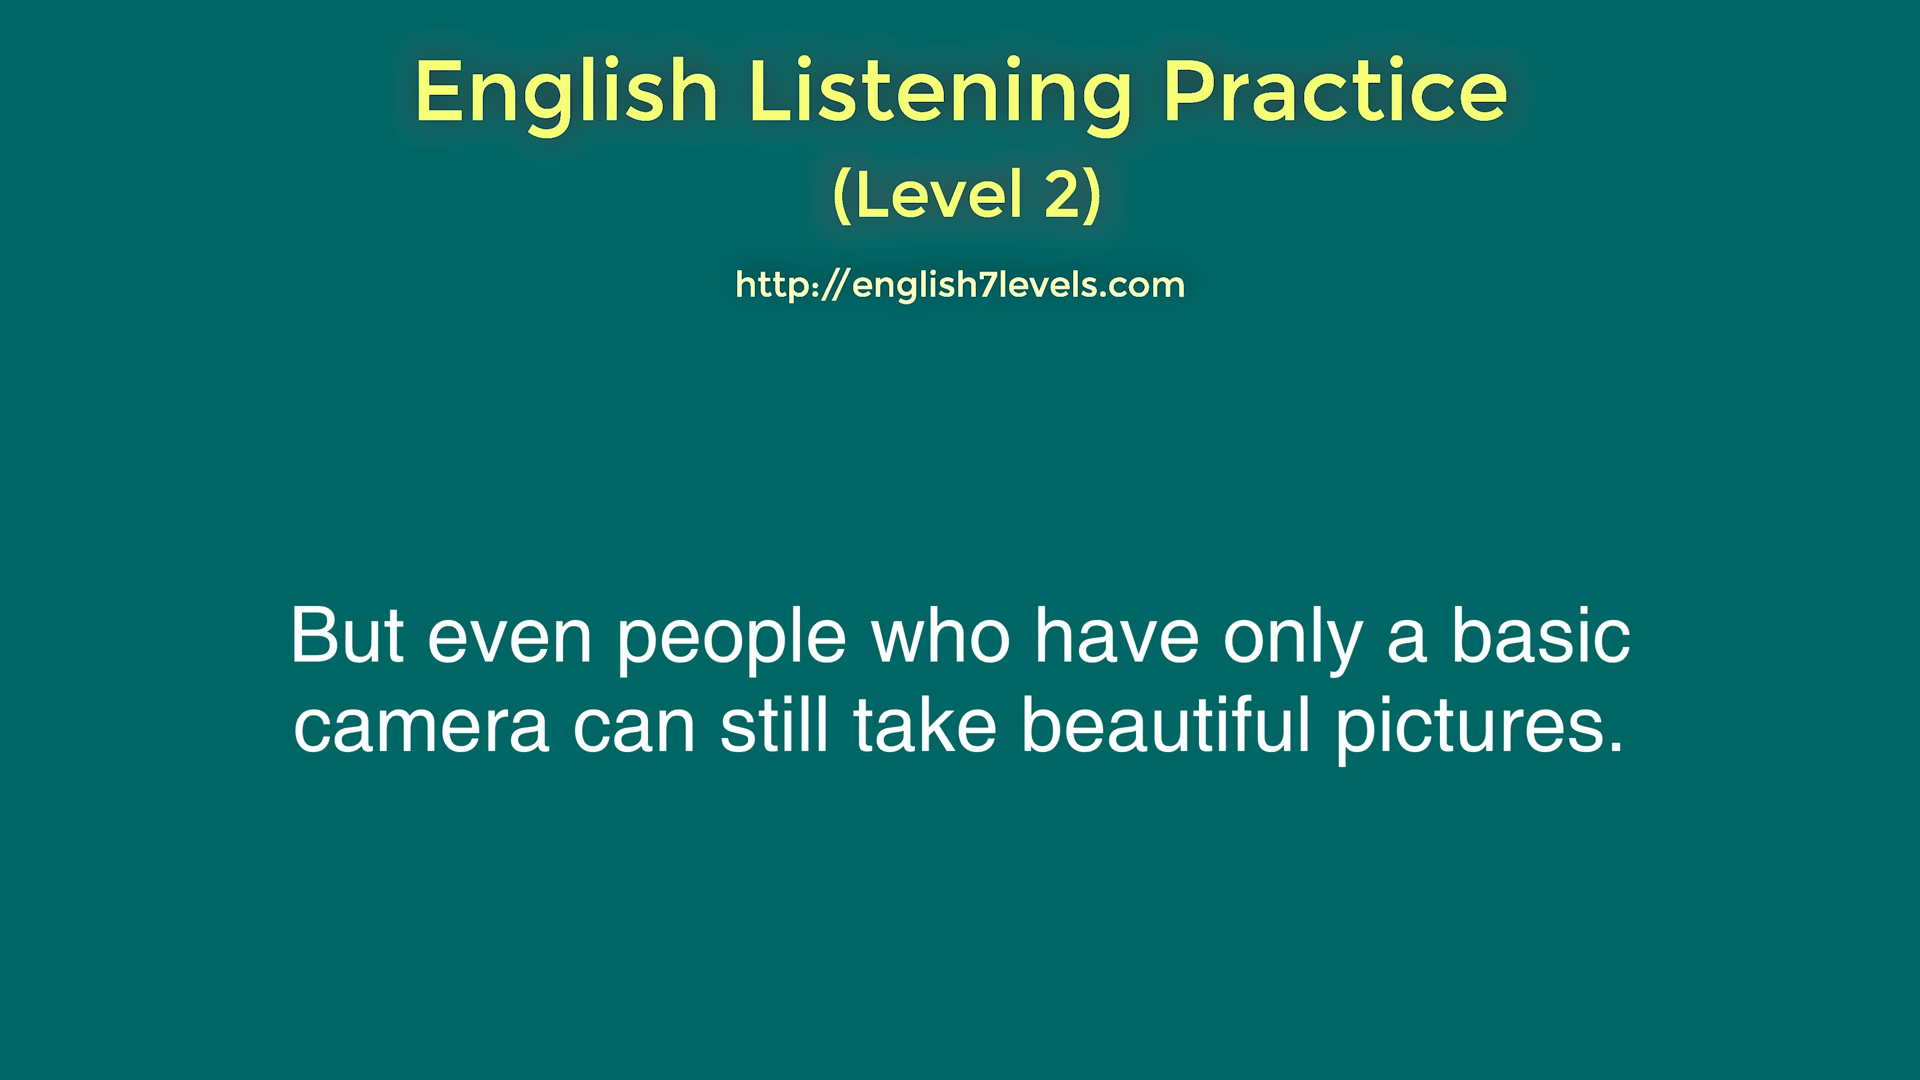 English Listening Practice
(Level 2)
http://english7levels.com
But even people who have only a basic
camera can still take beautiful pictures.